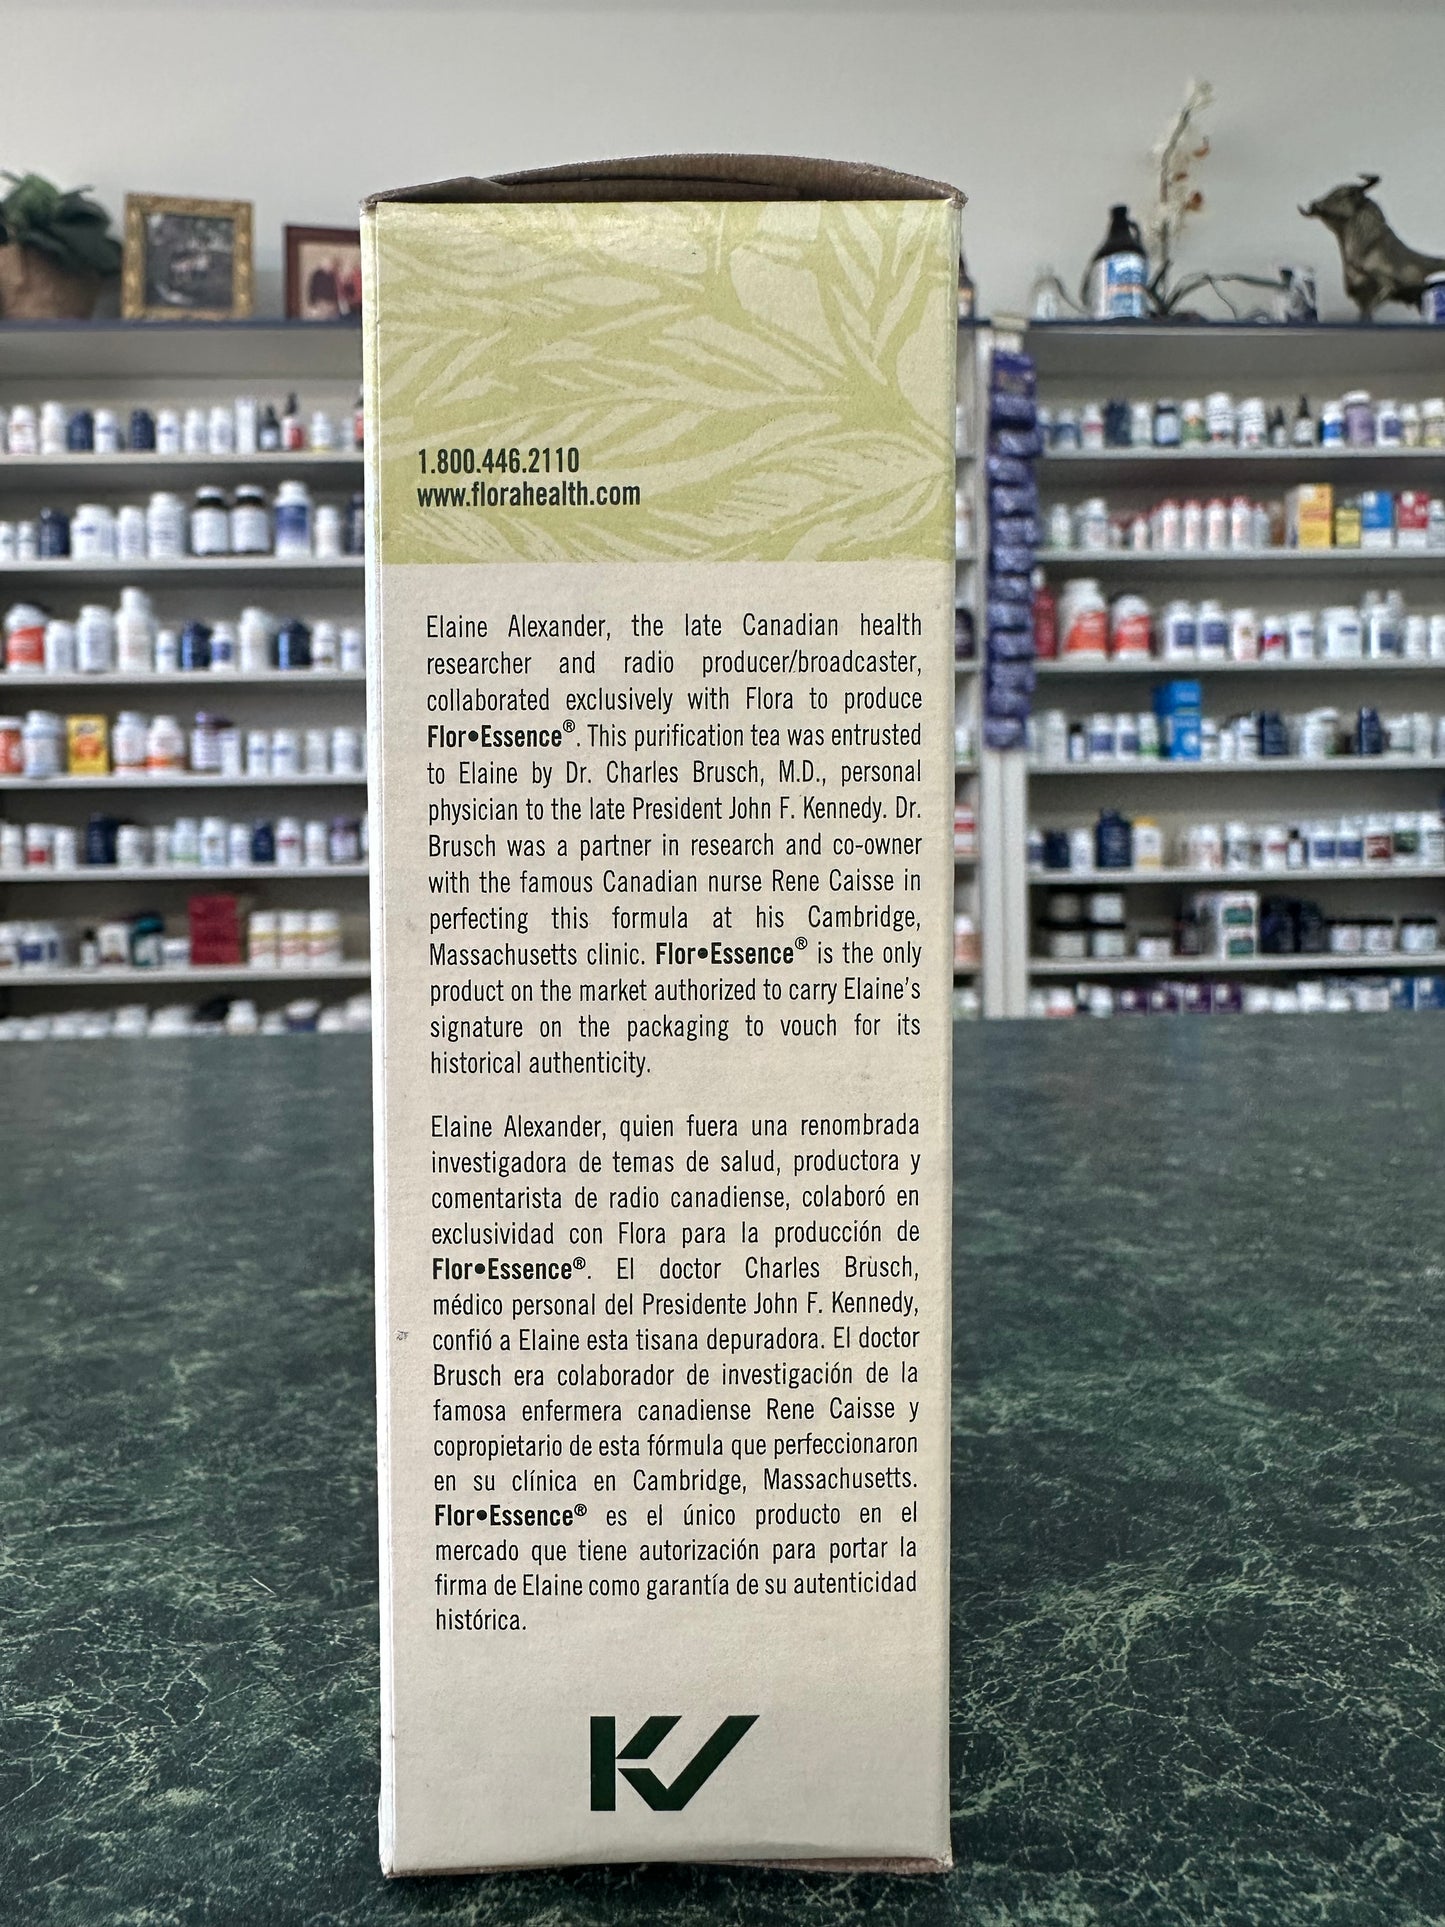 1.800.446.2110
www.florahealth.com
Elaine Alexander, the late Canadian health
researcher and radio producer/broadcaster,
collaborated exclusively with Flora to produce
Flor•Essence®. This purification tea was entrusted
to Elaine by Dr. Charles Brusch, M.D., personal
physician to the late President John F. Kennedy. Dr.
Brusch was a partner in research and co-owner
with the famous Canadian nurse Rene Caisse in
perfecting this formula at his Cambridge,
Massachusetts clinic. Flor•Essence® is the only
product on the market authorized to carry Elaine's
signature on the packaging to vouch for its
historical authenticity.
Elaine Alexander, quien fuera una renombrada
investigadora de temas de salud, productora y
comentarista de radio canadiense, colaboró en
exclusividad con Flora para la producción de
Flor•Essence®. El doctor Charles Brusch,
médico personal del Presidente John F. Kennedy,
confió a Elaine esta tisana depuradora. El doctor
Brusch era colaborador de investigación de la
famosa enfermera canadiense Rene Caisse y
copropietario de esta fórmula que perfeccionaron
en su clínica en Cambridge, Massachusetts.
Flor•Essence® es el único producto en el
mercado que tiene autorización para portar la
firma de Elaine como garantía de su autenticidad
histórica.
KV